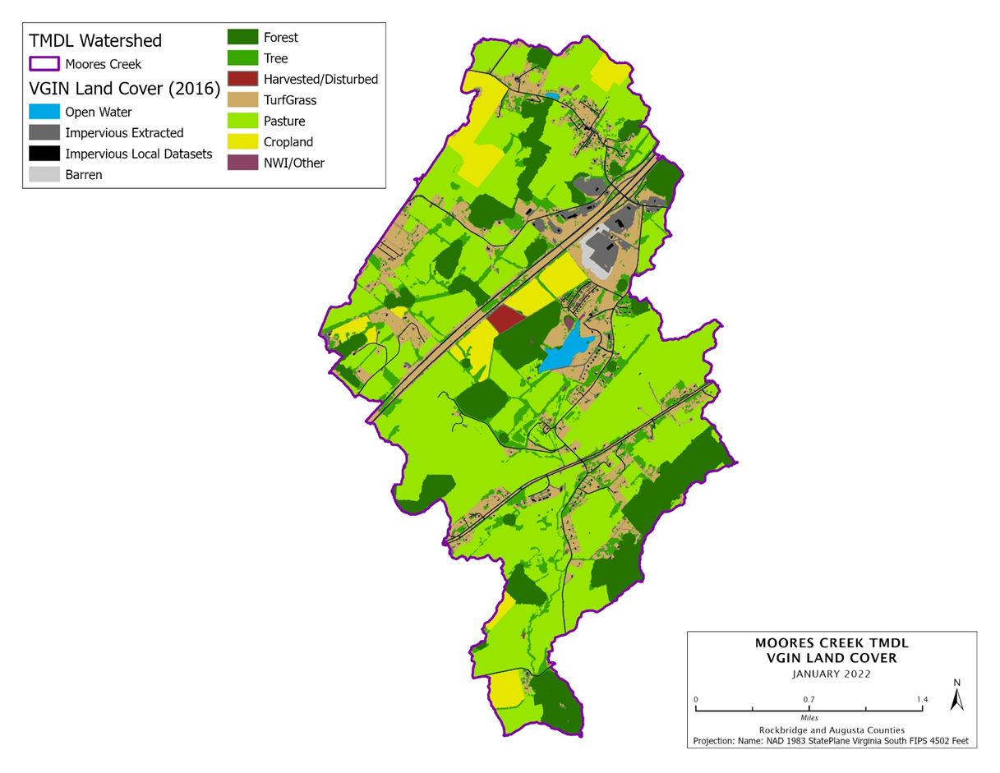 TMDL Watershed
Moores Creek
VGIN Land Cover (2016)
Open Water
Impervious Extracted
Impervious Local Datasets
Barren
Forest
Tree
Harvested/Disturbed
TurfGrass
Pasture
Cropland
NWI/Other
MOORES CREEK TMDL
VGIN LAND COVER
JANUARY 2022
N
0 0.7 1.4
Miles
Rockbridge and Augusta Counties
Projection: Name: NAD 1983 StatePlane Virginia South FIPS 4502 Feet